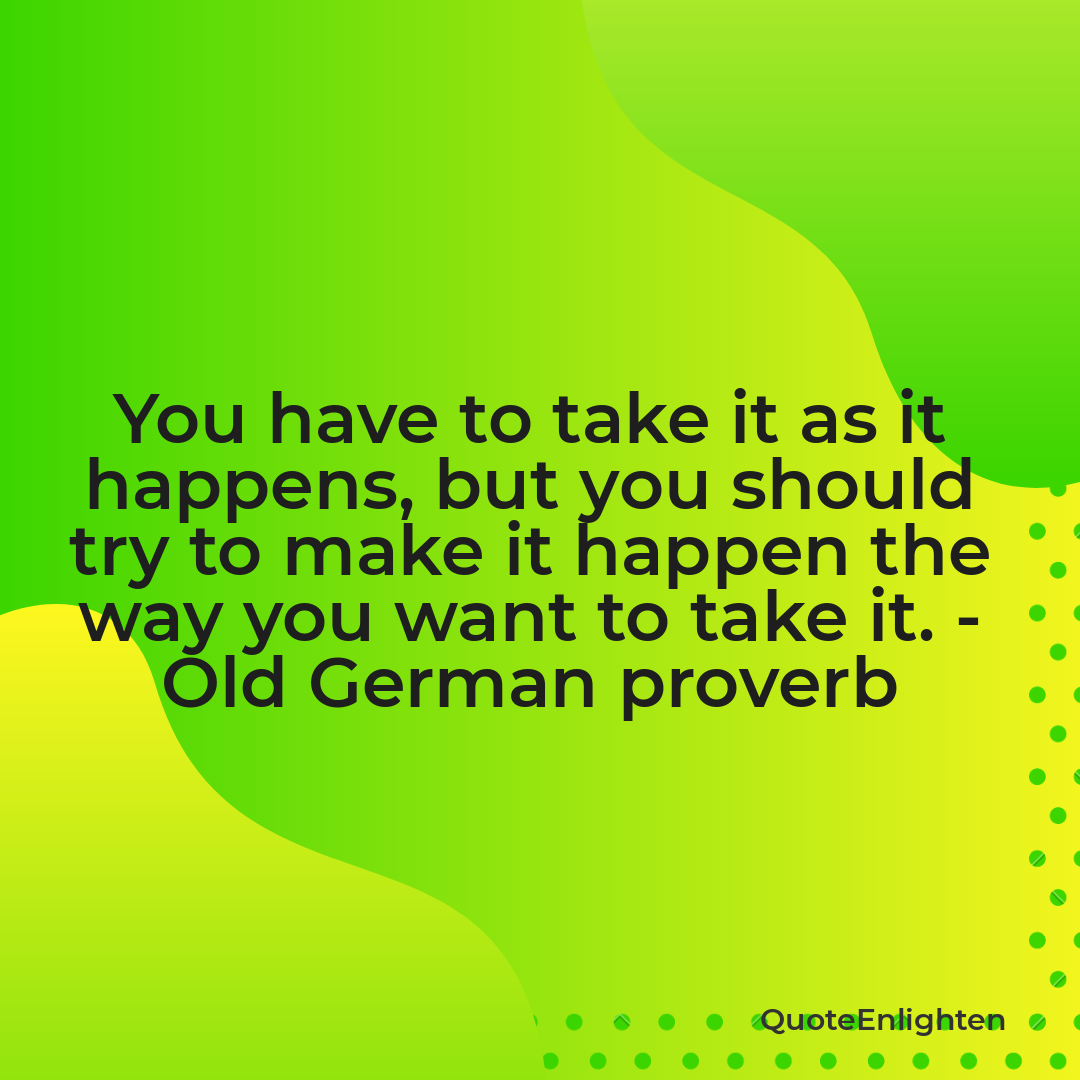 You have to take it as it
happens, but you should
try to make it happen the
way you want to take it. -
Old German proverb
QuoteEnlighten